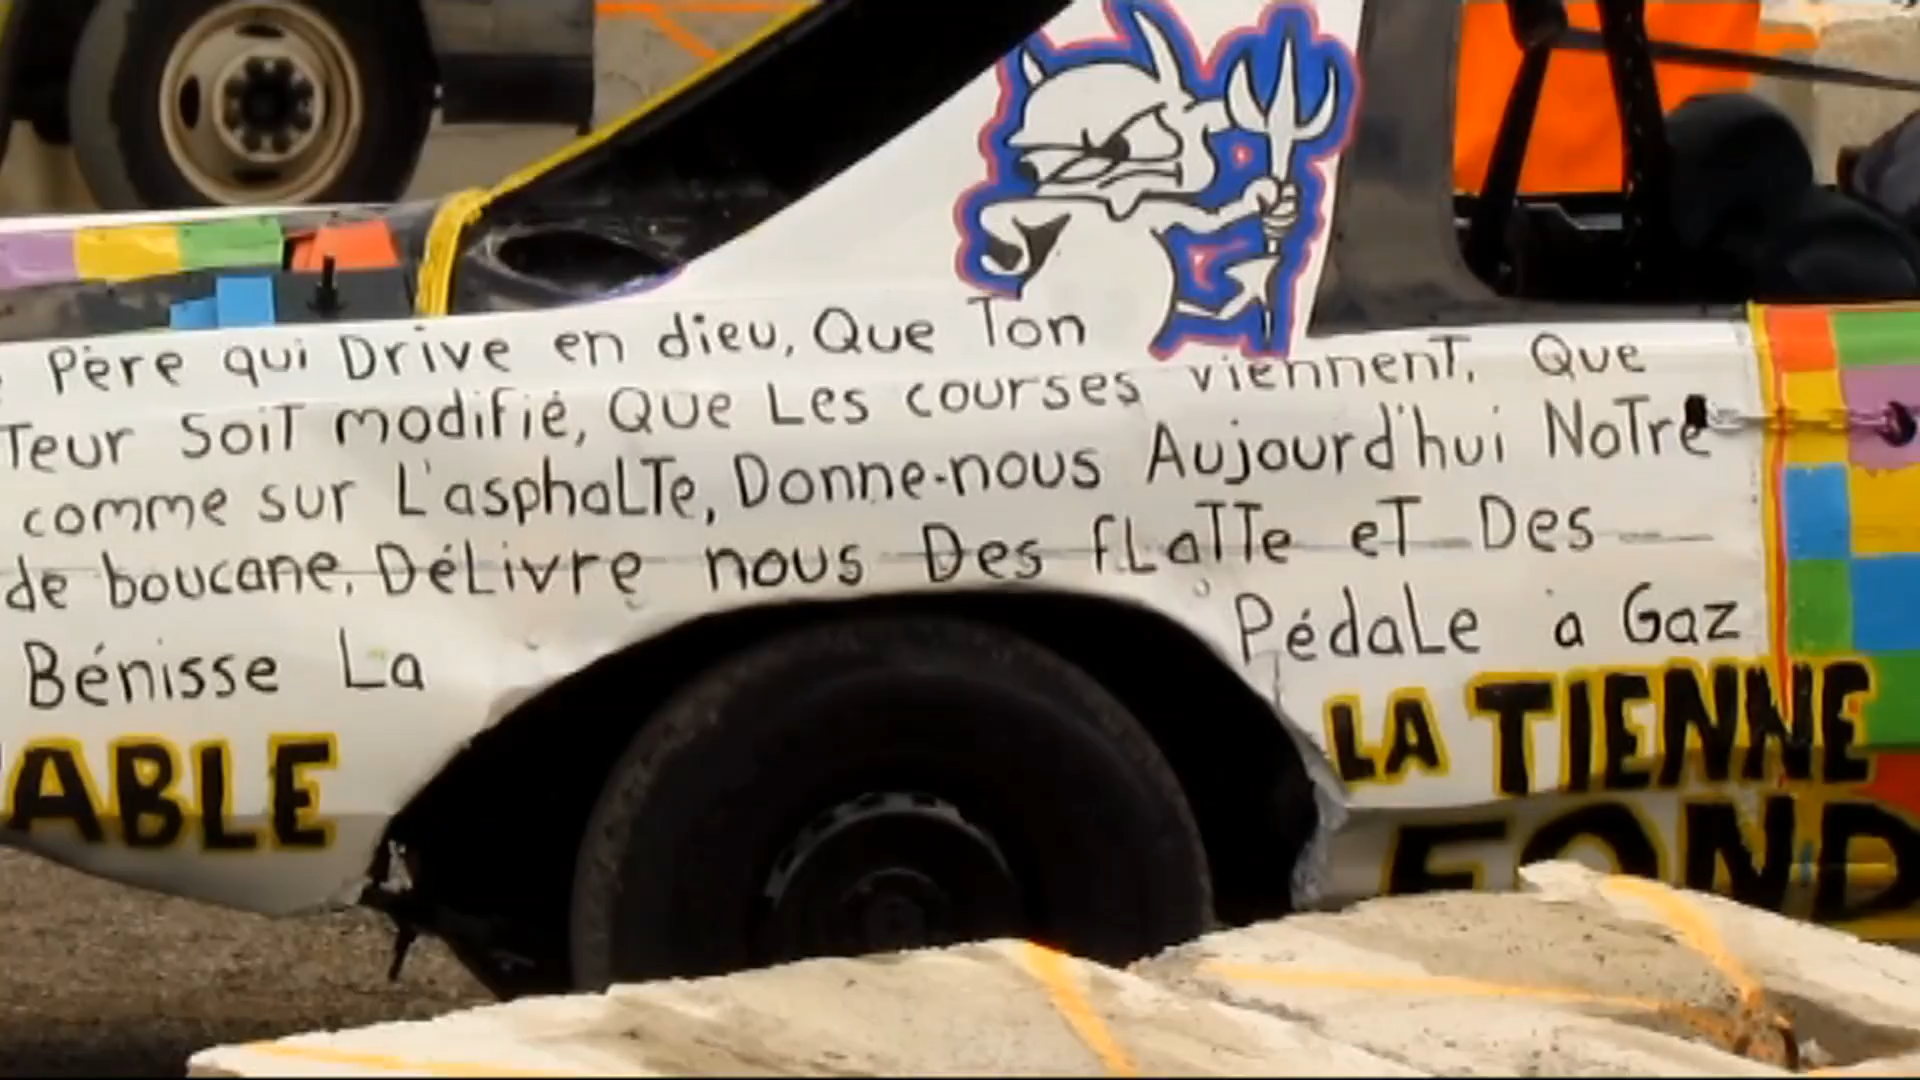 Père qui Drive en dieu, Que Ton
Teur Soit modifié, Que Les courses viennent, Que
comme sur L'asphaLTe, Donne-nous Aujourd'hui NoTre
de boucane, DéLivre nous Des fLaTTe eT Des
Bénisse La PédaLe à Gaz
ABLE LA TIENNE
FOND